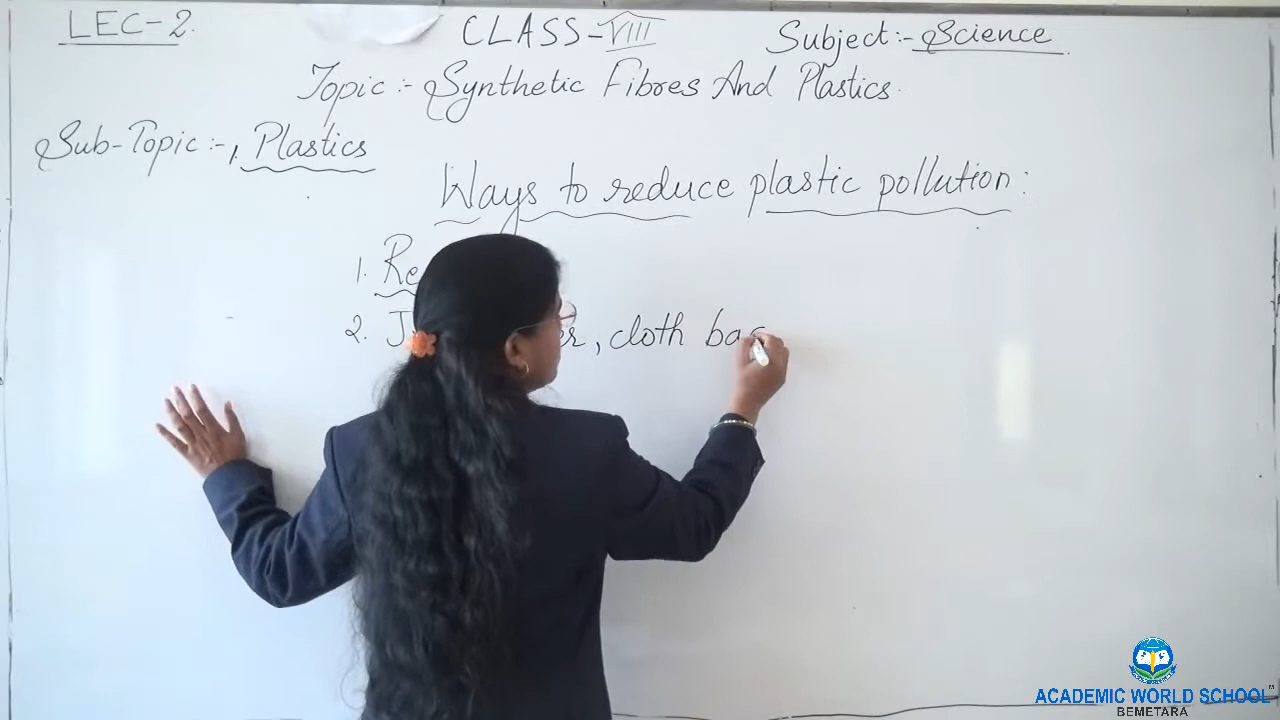 LEC-2.
CLASS-VIII
Subject:- Science
Topic:- Synthetic Fibres And Plastics.
Sub-Topic:- 1. Plastics
Ways to reduce plastic pollution:
1.
2. , cloth
ACADEMIC WORLD SCHOOL
BEMETARA